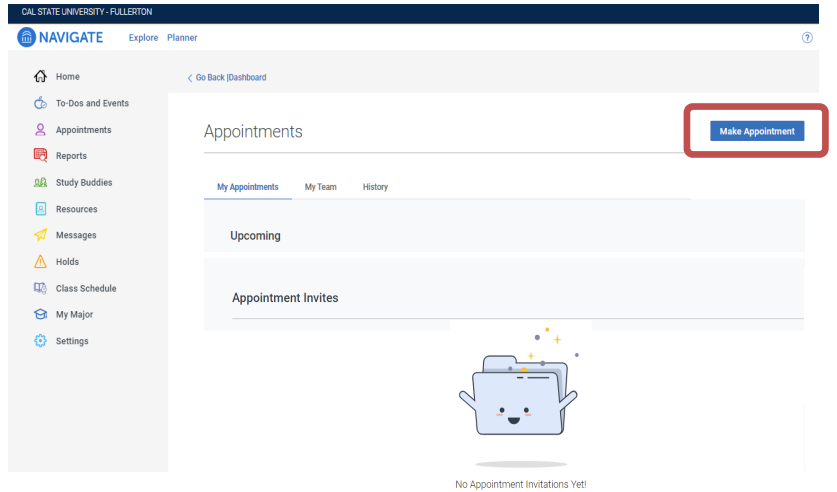 CAL STATE UNIVERSITY - FULLERTON
NAVIGATE Explore Planner ?
Home
Go Back |Dashboard
To-Dos and Events
Appointments
Appointments
Make Appointment
Reports
Study Buddies
My Appointments My Team History
Resources
Messages
Upcoming
Holds
Class Schedule
Appointment Invites
My Major
Settings
No Appointment Invitations Yet!